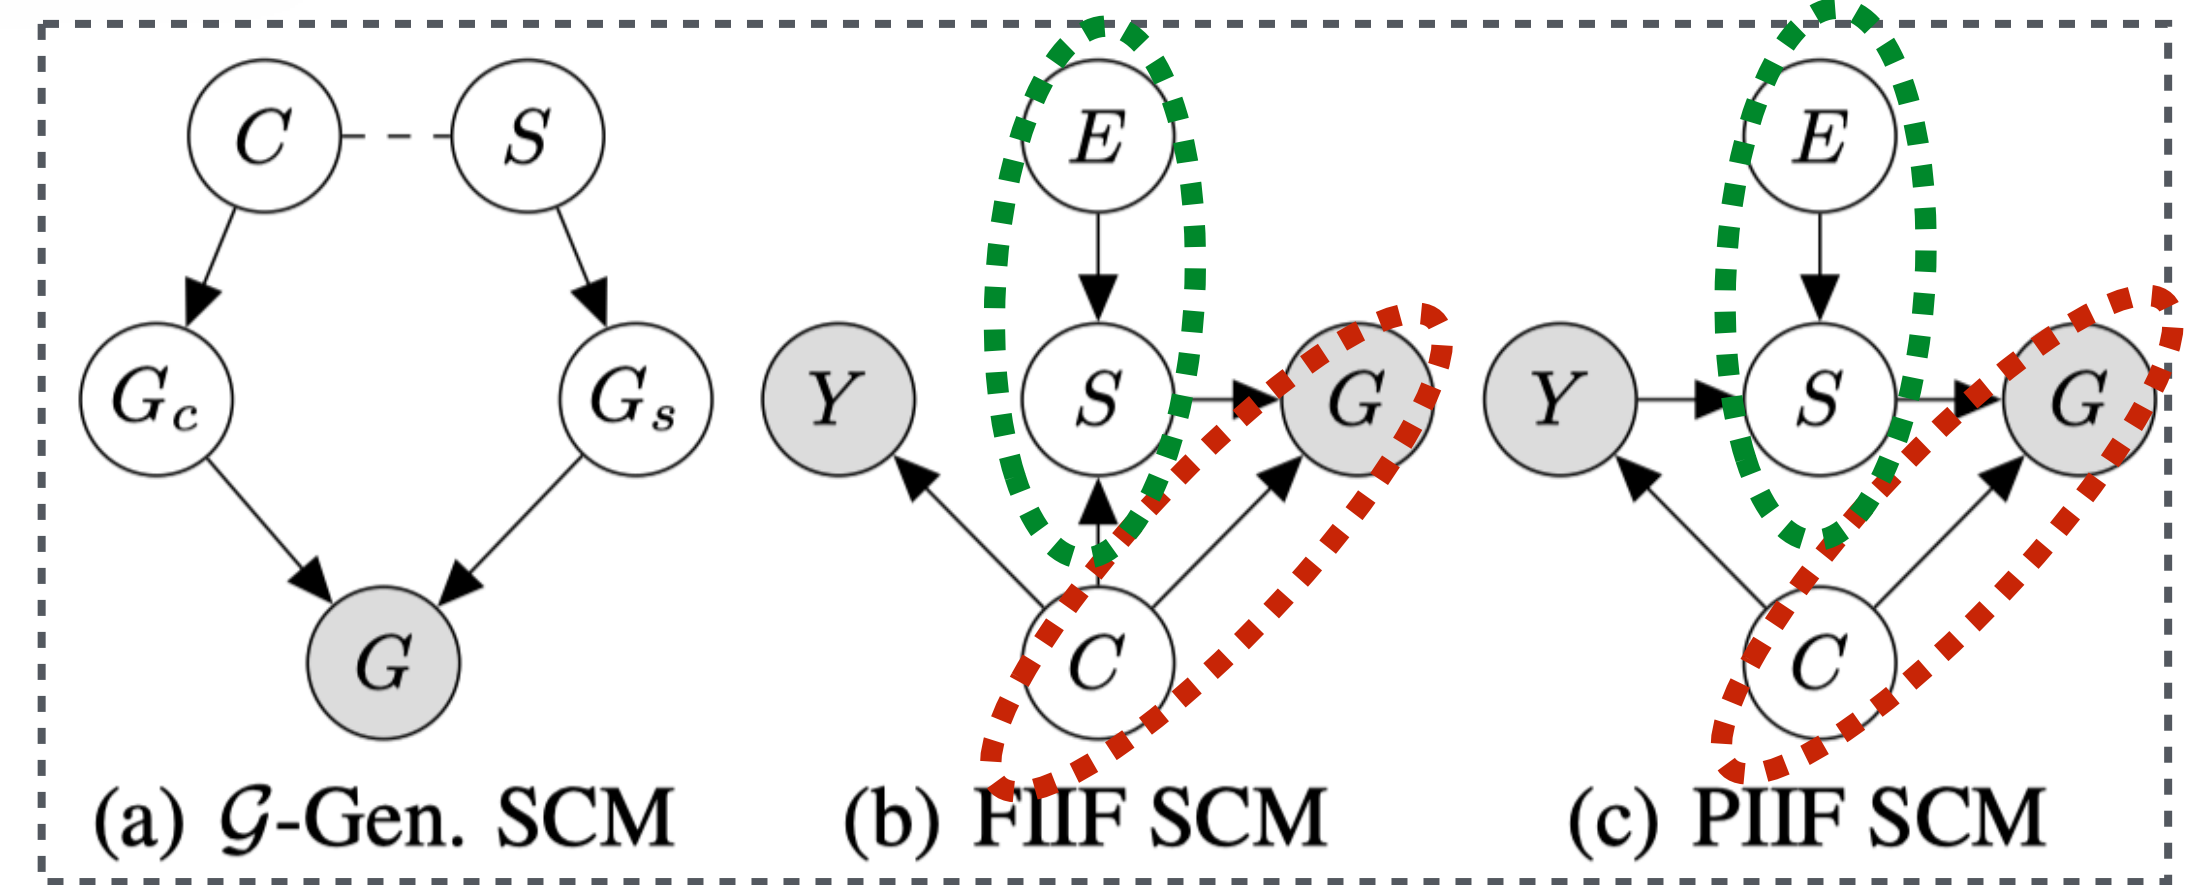 C S E E
G_c G_s Y S G Y S G
G C C
(a) 𝒢-Gen. SCM (b) FIIF SCM (c) PIIF SCM